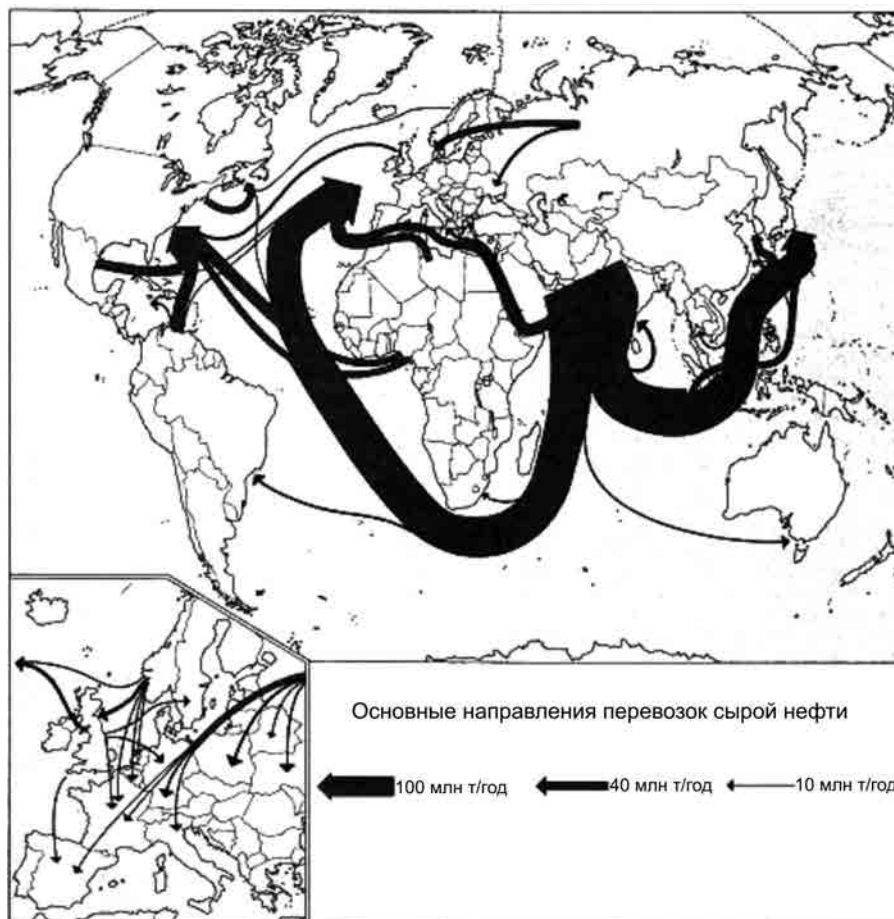 Основные направления перевозок сырой нефти
100 млн т/год
40 млн т/год
10 млн т/год